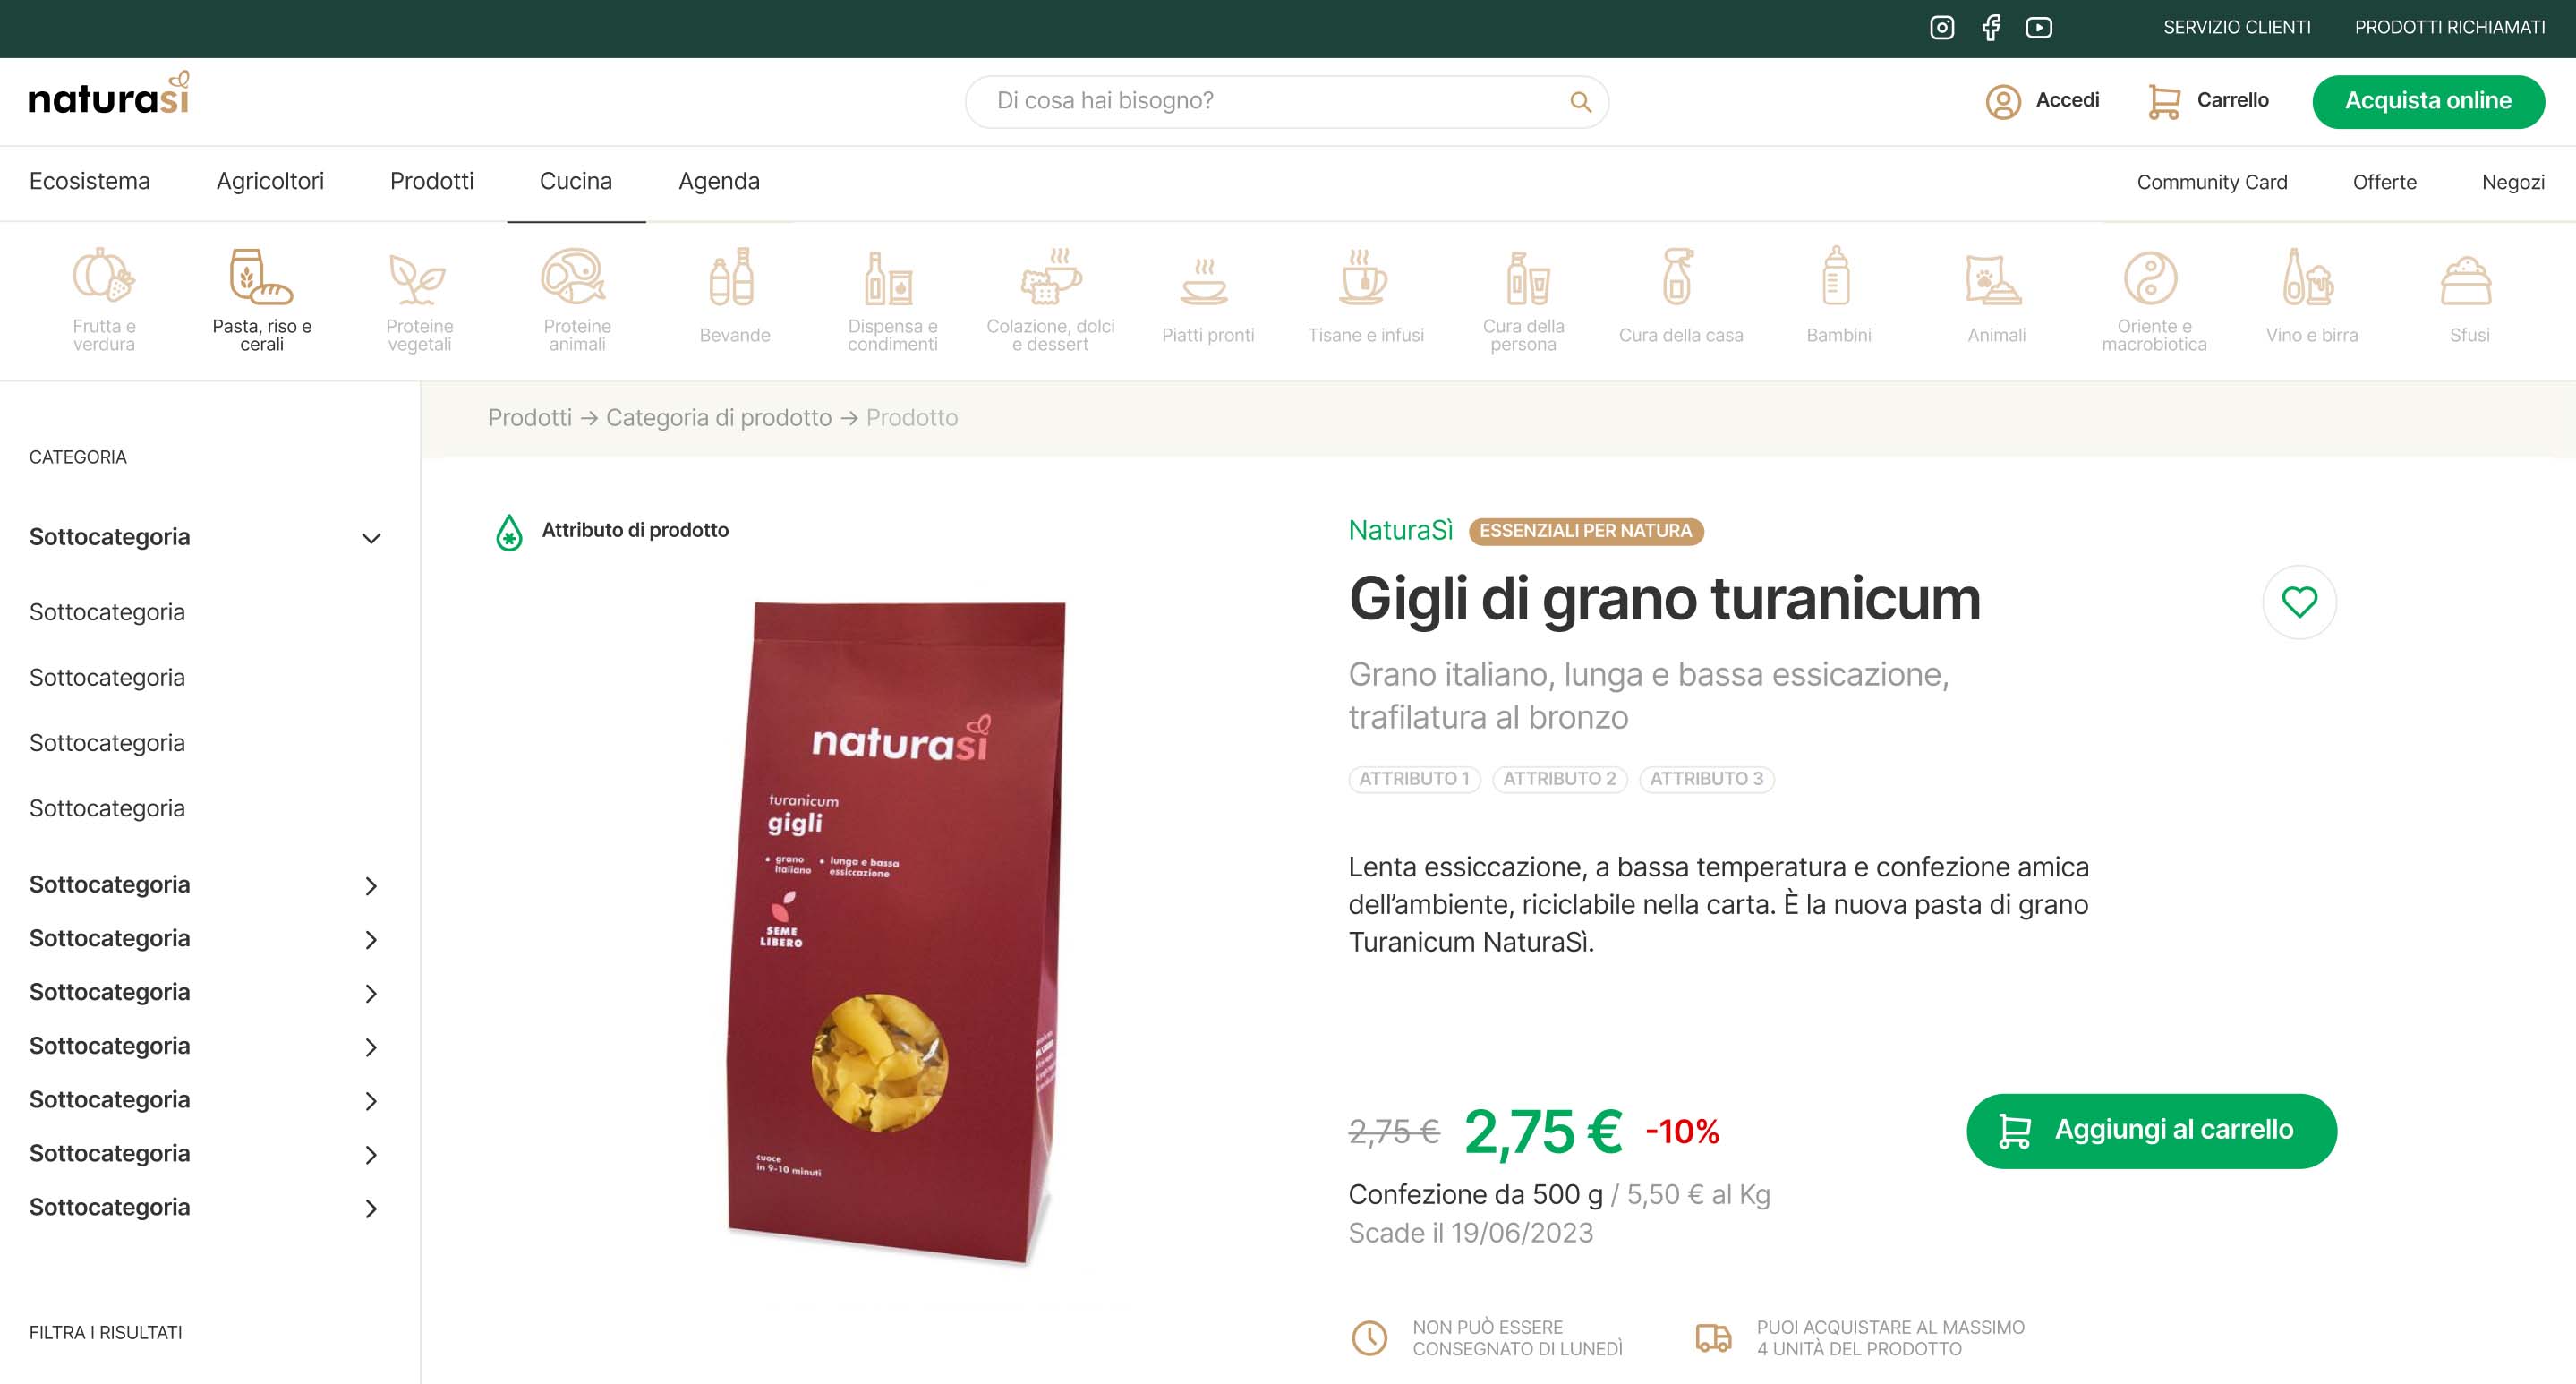 SERVIZIO CLIENTI
PRODOTTI RICHIAMATI
naturasì
Di cosa hai bisogno?
Accedi
Carrello
Acquista online
Ecosistema
Agricoltori
Prodotti
Cucina
Agenda
Community Card
Offerte
Negozi
Frutta e
verdura
Pasta, riso e
cerali
Proteine
vegetali
Proteine
animali
Bevande
Dispensa e
condimenti
Colazione, dolci
e dessert
Piatti pronti
Tisane e infusi
Cura della
persona
Cura della casa
Bambini
Animali
Oriente e
macrobiotica
Vino e birra
Sfusi
CATEGORIA
Sottocategoria
Sottocategoria
Sottocategoria
Sottocategoria
Sottocategoria
Sottocategoria
Sottocategoria
Sottocategoria
Sottocategoria
Sottocategoria
Sottocategoria
Sottocategoria
FILTRA I RISULTATI
Prodotti → Categoria di prodotto → Prodotto
Attributo di prodotto
naturasì
turanicum
gigli
• grano
italiano
• lunga e bassa
essiccazione
SEME
LIBERO
cuoce
in 9-10 minuti
NaturaSì
ESSENZIALI PER NATURA
Gigli di grano turanicum
Grano italiano, lunga e bassa essicazione,
trafilatura al bronzo
ATTRIBUTO 1
ATTRIBUTO 2
ATTRIBUTO 3
Lenta essiccazione, a bassa temperatura e confezione amica
dell’ambiente, riciclabile nella carta. È la nuova pasta di grano
Turanicum NaturaSì.
2,75 € 2,75 € -10%
Aggiungi al carrello
Confezione da 500 g / 5,50 € al Kg
Scade il 19/06/2023
NON PUÒ ESSERE
CONSEGNATO DI LUNEDÌ
PUOI ACQUISTARE AL MASSIMO
4 UNITÀ DEL PRODOTTO